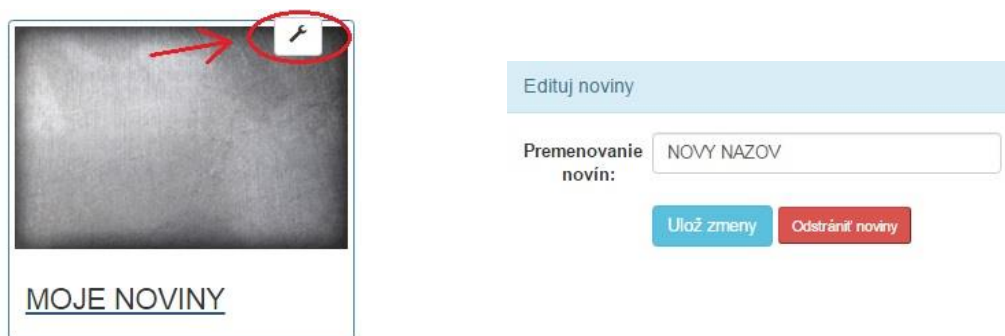 MOJE NOVINY
Edituj noviny
Premenovanie
novín:
NOVY NAZOV
Ulož zmeny
Odstrániť noviny